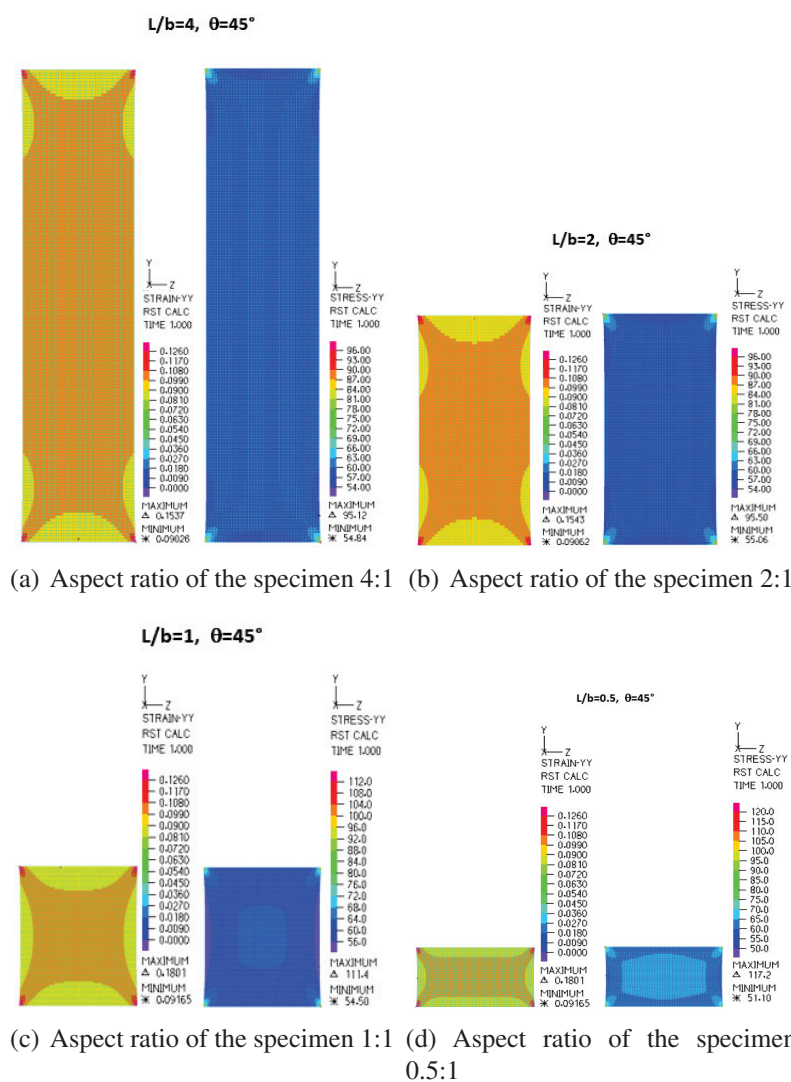 L/b=4, θ=45°
Y
X Z
STRAIN-YY
RST CALC
TIME 1.000
0.1260
0.1170
0.1080
0.0990
0.0900
0.0810
0.0720
0.0630
0.0540
0.0450
0.0360
0.0270
0.0180
0.0090
0.0000
MAXIMUM
0.1537
MINIMUM
0.09026
Y
X Z
STRESS-YY
RST CALC
TIME 1.000
96.00
93.00
90.00
87.00
84.00
81.00
78.00
75.00
72.00
69.00
66.00
63.00
60.00
57.00
54.00
MAXIMUM
95.12
MINIMUM
54.84
(a) Aspect ratio of the specimen 4:1
L/b=2, θ=45°
Y
X Z
STRAIN-YY
RST CALC
TIME 1.000
0.1260
0.1170
0.1080
0.0990
0.0900
0.0810
0.0720
0.0630
0.0540
0.0450
0.0360
0.0270
0.0180
0.0090
0.0000
MAXIMUM
0.1543
MINIMUM
0.09062
Y
X Z
STRESS-YY
RST CALC
TIME 1.000
96.00
93.00
90.00
87.00
84.00
81.00
78.00
75.00
72.00
69.00
66.00
63.00
60.00
57.00
54.00
MAXIMUM
95.50
MINIMUM
55.06
(b) Aspect ratio of the specimen 2:1
L/b=1, θ=45°
Y
X Z
STRAIN-YY
RST CALC
TIME 1.000
0.1260
0.1170
0.1080
0.0990
0.0900
0.0810
0.0720
0.0630
0.0540
0.0450
0.0360
0.0270
0.0180
0.0090
0.0000
MAXIMUM
0.1801
MINIMUM
0.09165
Y
X Z
STRESS-YY
RST CALC
TIME 1.000
112.0
108.0
104.0
100.0
96.0
92.0
88.0
84.0
80.0
76.0
72.0
68.0
64.0
60.0
56.0
MAXIMUM
111.4
MINIMUM
54.50
(c) Aspect ratio of the specimen 1:1
L/b=0.5, θ=45°
Y
X Z
STRAIN-YY
RST CALC
TIME 1.000
0.1260
0.1170
0.1080
0.0990
0.0900
0.0810
0.0720
0.0630
0.0540
0.0450
0.0360
0.0270
0.0180
0.0090
0.0000
MAXIMUM
0.1801
MINIMUM
0.09165
Y
X Z
STRESS-YY
RST CALC
TIME 1.000
120.0
115.0
110.0
105.0
100.0
95.0
90.0
85.0
80.0
75.0
70.0
65.0
60.0
55.0
50.0
MAXIMUM
117.2
MINIMUM
51.10
(d) Aspect ratio of the specimen
0.5:1